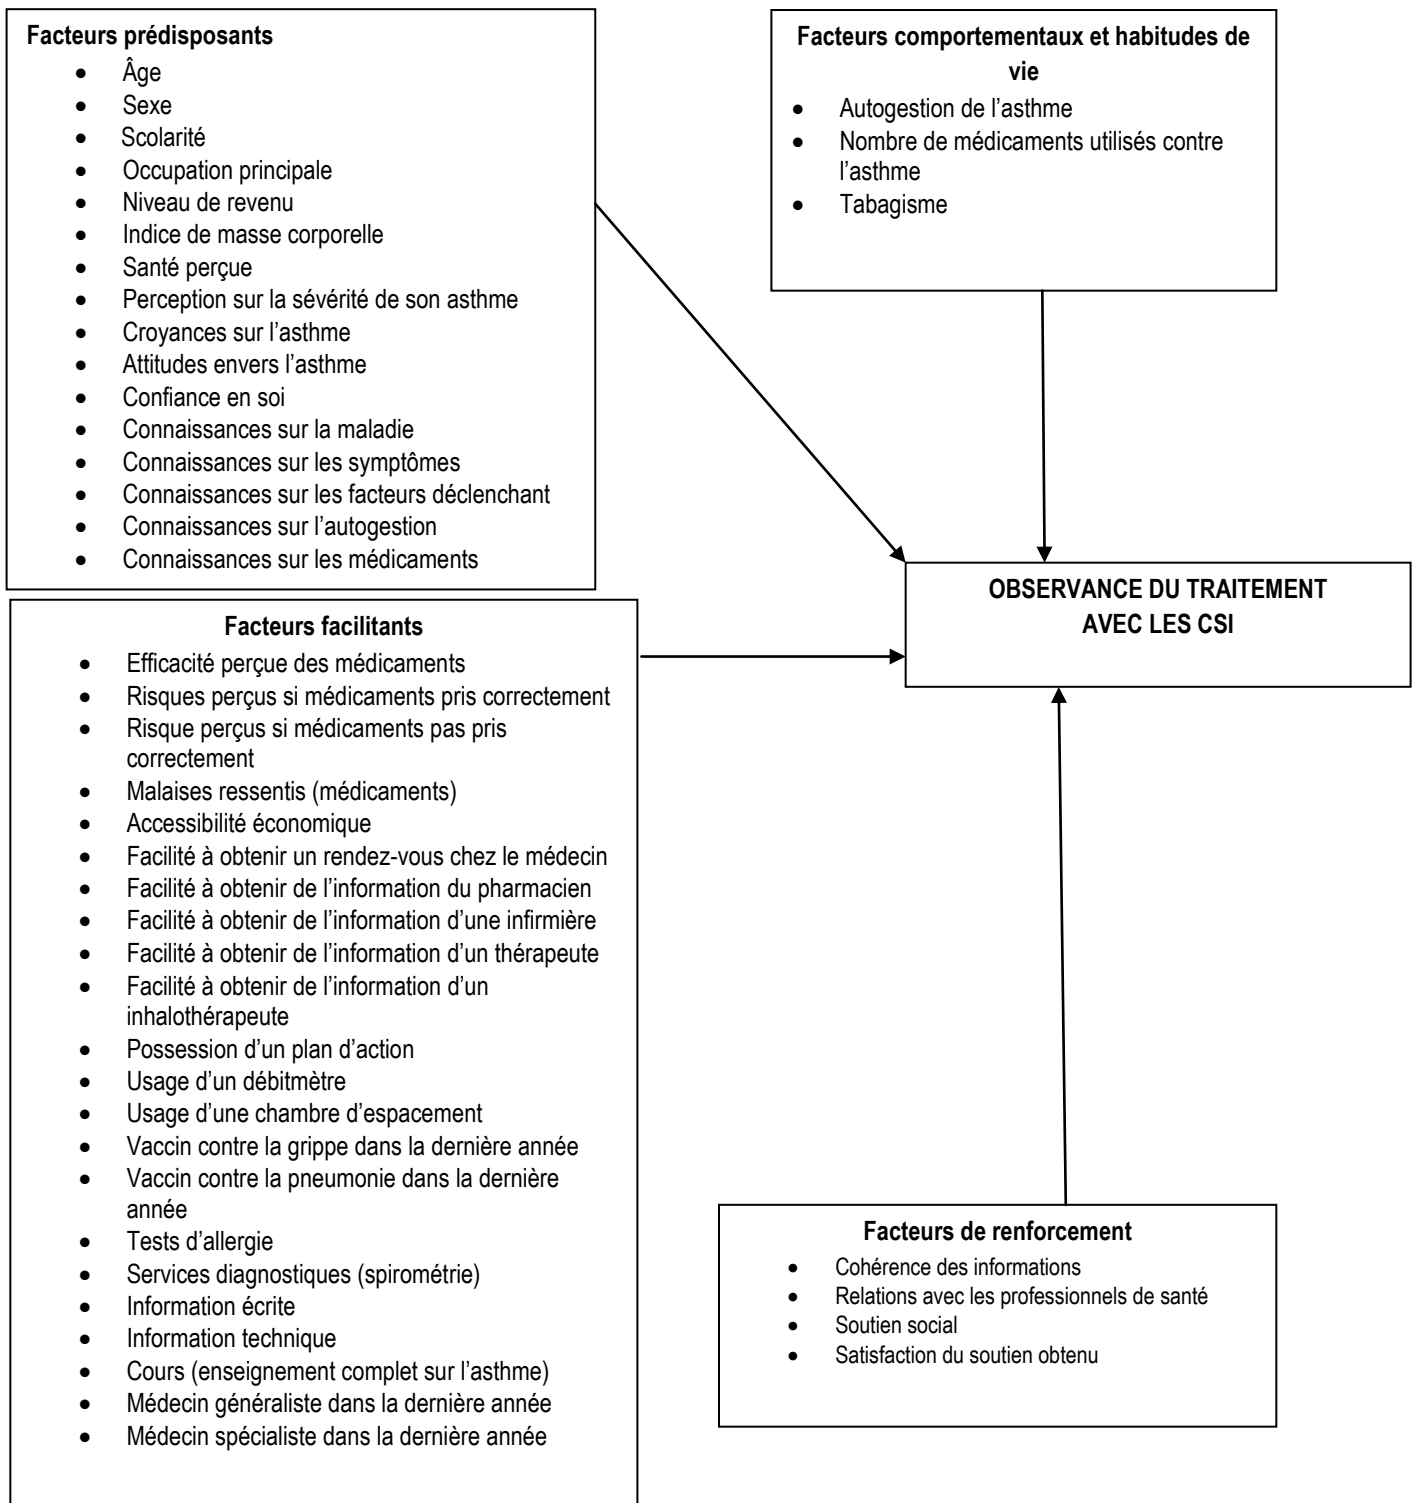 Facteurs prédisposants
• Âge
• Sexe
• Scolarité
• Occupation principale
• Niveau de revenu
• Indice de masse corporelle
• Santé perçue
• Perception sur la sévérité de son asthme
• Croyances sur l'asthme
• Attitudes envers l'asthme
• Confiance en soi
• Connaissances sur la maladie
• Connaissances sur les symptômes
• Connaissances sur les facteurs déclenchant
• Connaissances sur l'autogestion
• Connaissances sur les médicaments
Facteurs comportementaux et habitudes de
vie
• Autogestion de l'asthme
• Nombre de médicaments utilisés contre
l'asthme
• Tabagisme
OBSERVANCE DU TRAITEMENT
AVEC LES CSI
Facteurs facilitants
• Efficacité perçue des médicaments
• Risques perçus si médicaments pris correctement
• Risque perçus si médicaments pas pris
correctement
• Malaises ressentis (médicaments)
• Accessibilité économique
• Facilité à obtenir un rendez-vous chez le médecin
• Facilité à obtenir de l'information du pharmacien
• Facilité à obtenir de l'information d'une infirmière
• Facilité à obtenir de l'information d'un thérapeute
• Facilité à obtenir de l'information d'un
inhalothérapeute
• Possession d'un plan d'action
• Usage d'un débitmètre
• Usage d'une chambre d'espacement
• Vaccin contre la grippe dans la dernière année
• Vaccin contre la pneumonie dans la dernière
année
• Tests d'allergie
• Services diagnostiques (spirométrie)
• Information écrite
• Information technique
• Cours (enseignement complet sur l'asthme)
• Médecin généraliste dans la dernière année
• Médecin spécialiste dans la dernière année
Facteurs de renforcement
• Cohérence des informations
• Relations avec les professionnels de santé
• Soutien social
• Satisfaction du soutien obtenu